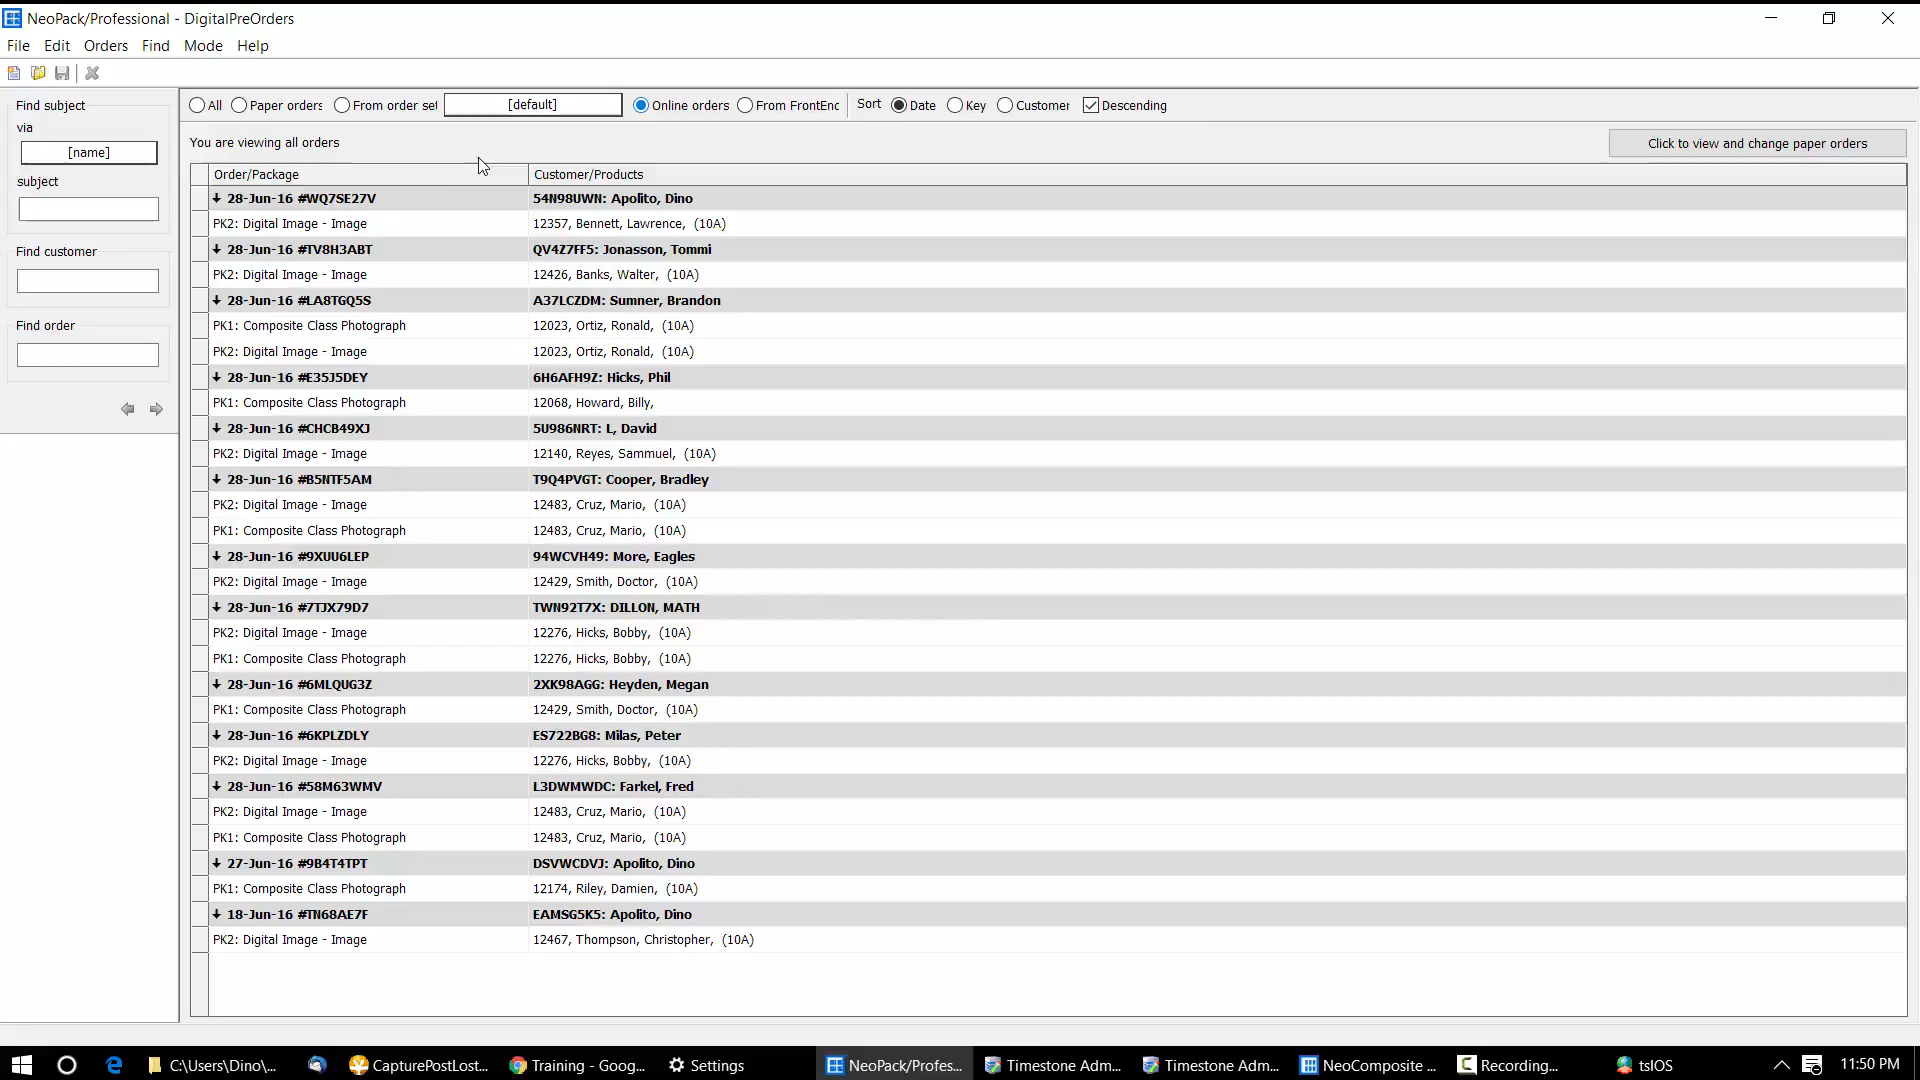 NeoPack/Professional - DigitalPreOrders
File Edit Orders Find Mode Help
Find subject
via
[name]
subject
Find customer
Find order
All Paper orders From order set [default] Online orders From FrontEnd Sort Date Key Customer Descending
You are viewing all orders
Click to view and change paper orders
Order/Package Customer/Products
28-Jun-16 #WQ7SE27V 54N98UWN: Apolito, Dino
PK2: Digital Image - Image 12357, Bennett, Lawrence, (10A)
28-Jun-16 #TV8H3ABT QV4Z7FF5: Jonasson, Tommi
PK2: Digital Image - Image 12426, Banks, Walter, (10A)
28-Jun-16 #LA8TGQ5S A37LCZDM: Sumner, Brandon
PK1: Composite Class Photograph 12023, Ortiz, Ronald, (10A)
PK2: Digital Image - Image 12023, Ortiz, Ronald, (10A)
28-Jun-16 #E35J5DEY 6H6AFH9Z: Hicks, Phil
PK1: Composite Class Photograph 12068, Howard, Billy,
28-Jun-16 #CHCB49XJ 5U986NRT: L, David
PK2: Digital Image - Image 12140, Reyes, Sammuel, (10A)
28-Jun-16 #B5NTF5AM T9Q4PVGT: Cooper, Bradley
PK2: Digital Image - Image 12483, Cruz, Mario, (10A)
PK1: Composite Class Photograph 12483, Cruz, Mario, (10A)
28-Jun-16 #9XUU6LEP 94WCVH49: More, Eagles
PK2: Digital Image - Image 12429, Smith, Doctor, (10A)
28-Jun-16 #7TJX79D7 TWN92T7X: DILLON, MATH
PK2: Digital Image - Image 12276, Hicks, Bobby, (10A)
PK1: Composite Class Photograph 12276, Hicks, Bobby, (10A)
28-Jun-16 #6MLQUG3Z 2XK98AGG: Heyden, Megan
PK1: Composite Class Photograph 12429, Smith, Doctor, (10A)
28-Jun-16 #6KPLZDLY ES722BG8: Milas, Peter
PK2: Digital Image - Image 12276, Hicks, Bobby, (10A)
28-Jun-16 #58M63WMV L3DWMWDC: Farkel, Fred
PK2: Digital Image - Image 12483, Cruz, Mario, (10A)
PK1: Composite Class Photograph 12483, Cruz, Mario, (10A)
27-Jun-16 #9B4T4TPT DSVWCDVJ: Apolito, Dino
PK1: Composite Class Photograph 12174, Riley, Damien, (10A)
18-Jun-16 #TN68AE7F EAMSG5K5: Apolito, Dino
PK2: Digital Image - Image 12467, Thompson, Christopher, (10A)
C:\Users\Dino\... CapturePostLost... Training - Goog... Settings NeoPack/Profes... Timestone Adm... Timestone Adm... NeoComposite ... Recording... tsIOS 11:50 PM